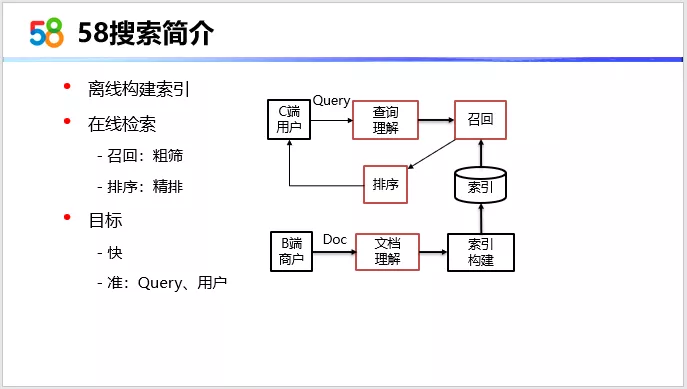 58 58搜索简介
离线构建索引
在线检索
- 召回：粗筛
- 排序：精排
目标
- 快
- 准：Query、用户
C端
用户
Query
查询
理解
召回
排序
索引
B端
商户
Doc
文档
理解
索引
构建